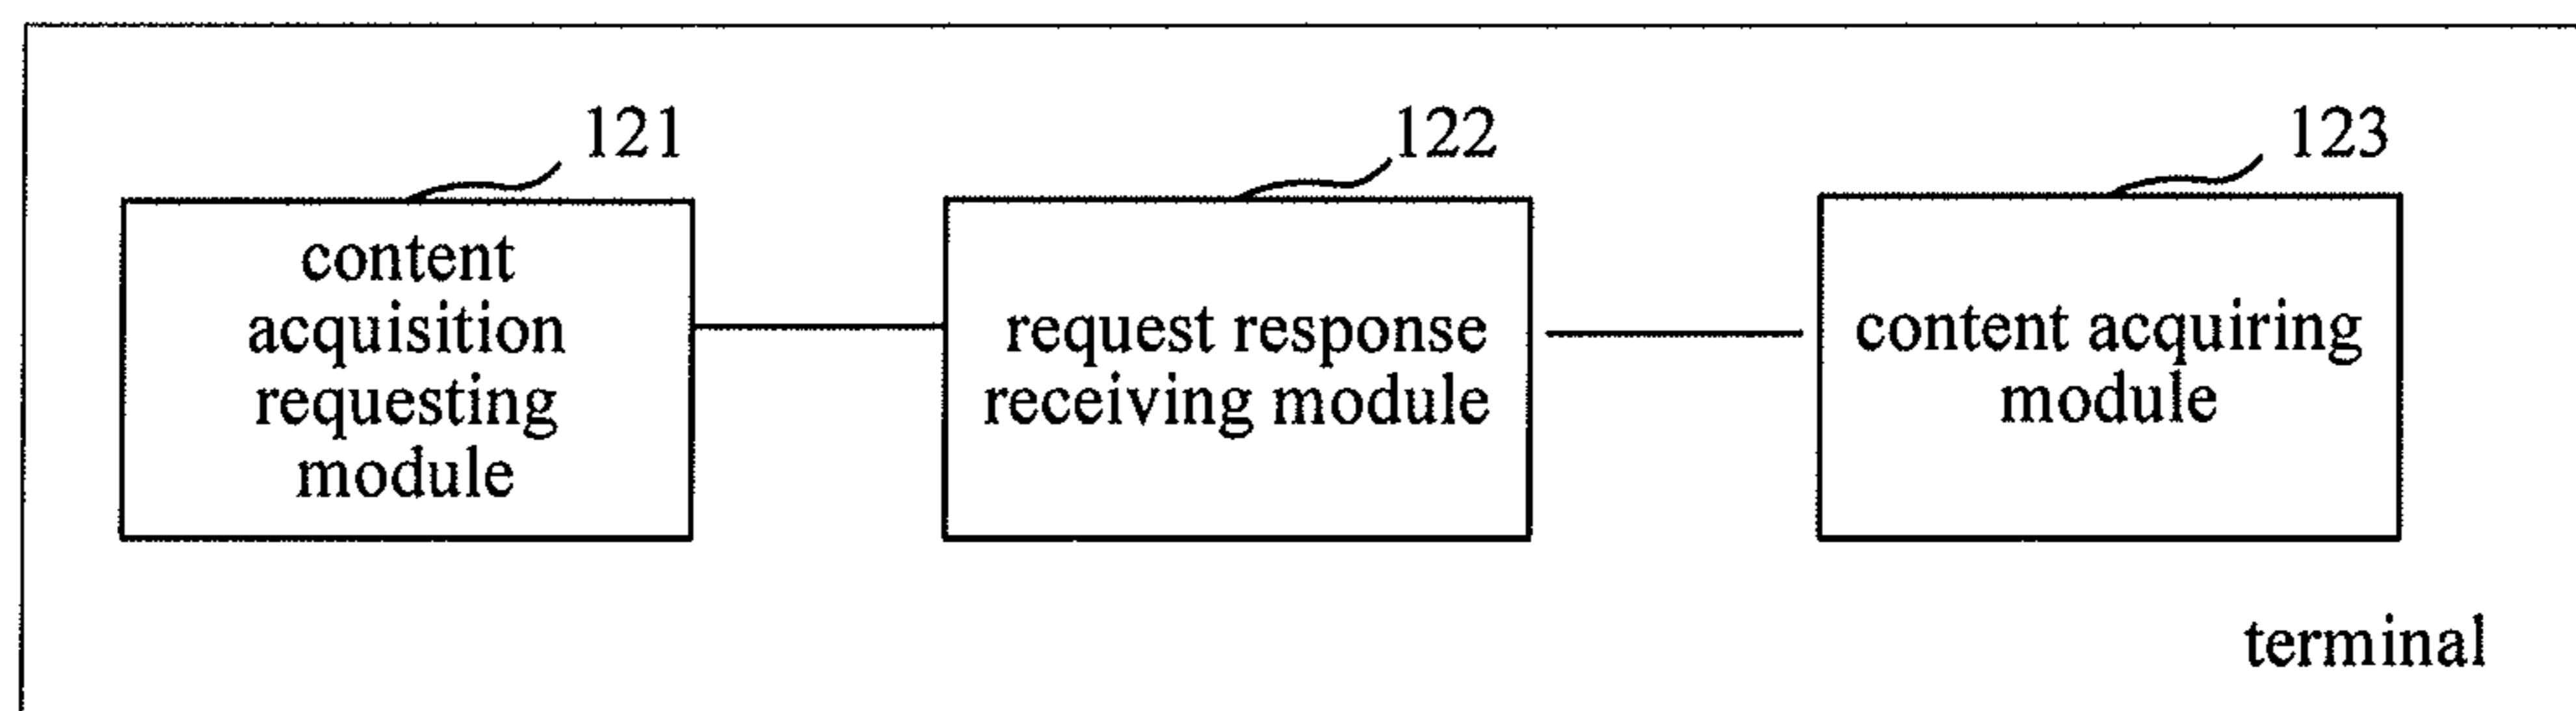 121
122
123
content
acquisition
requesting
module
request response
receiving module
content acquiring
module
terminal